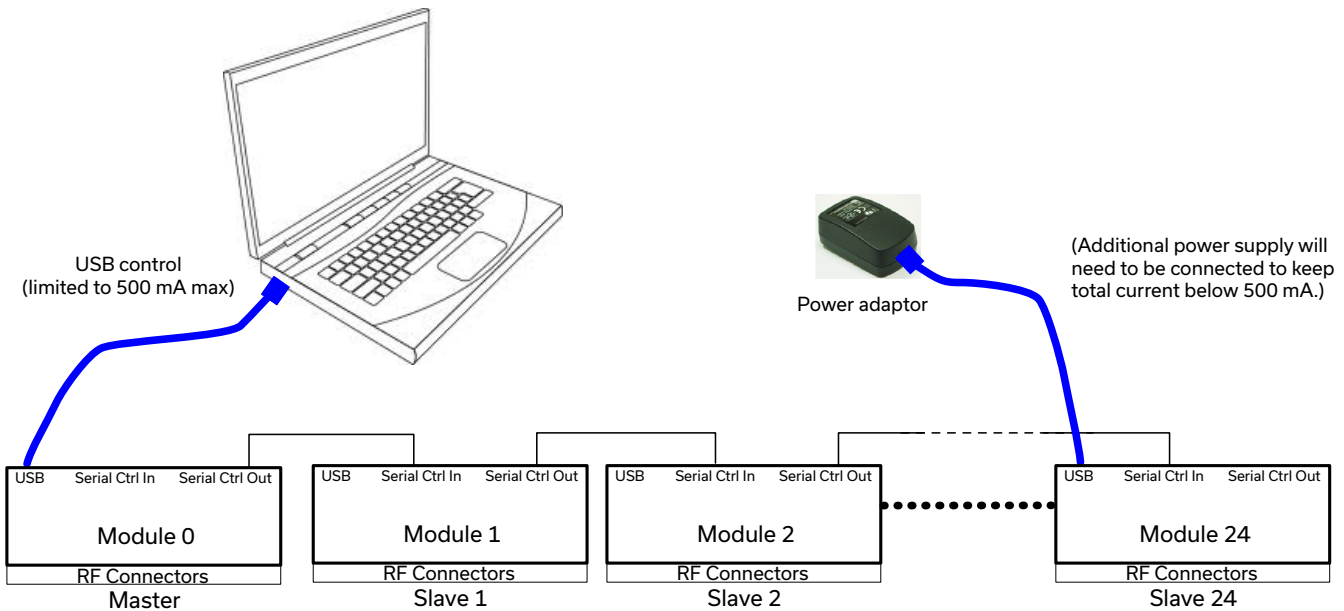 USB control
(limited to 500 mA max)
Power adaptor
(Additional power supply will
need to be connected to keep
total current below 500 mA.)
USB Serial Ctrl In Serial Ctrl Out
Module 0
RF Connectors
Master
USB Serial Ctrl In Serial Ctrl Out
Module 1
RF Connectors
Slave 1
USB Serial Ctrl In Serial Ctrl Out
Module 2
RF Connectors
Slave 2
USB Serial Ctrl In Serial Ctrl Out
Module 24
RF Connectors
Slave 24